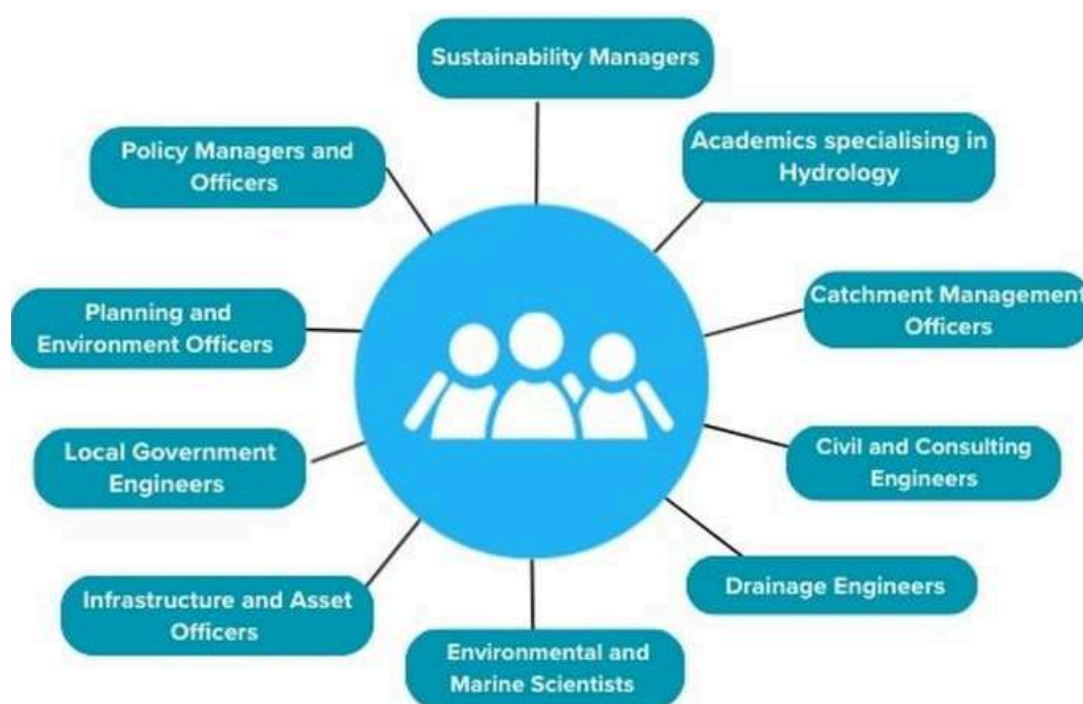 Sustainability Managers
Academics specialising in
Hydrology
Catchment Management
Officers
Civil and Consulting
Engineers
Drainage Engineers
Environmental and
Marine Scientists
Infrastructure and Asset
Officers
Local Government
Engineers
Planning and
Environment Officers
Policy Managers and
Officers